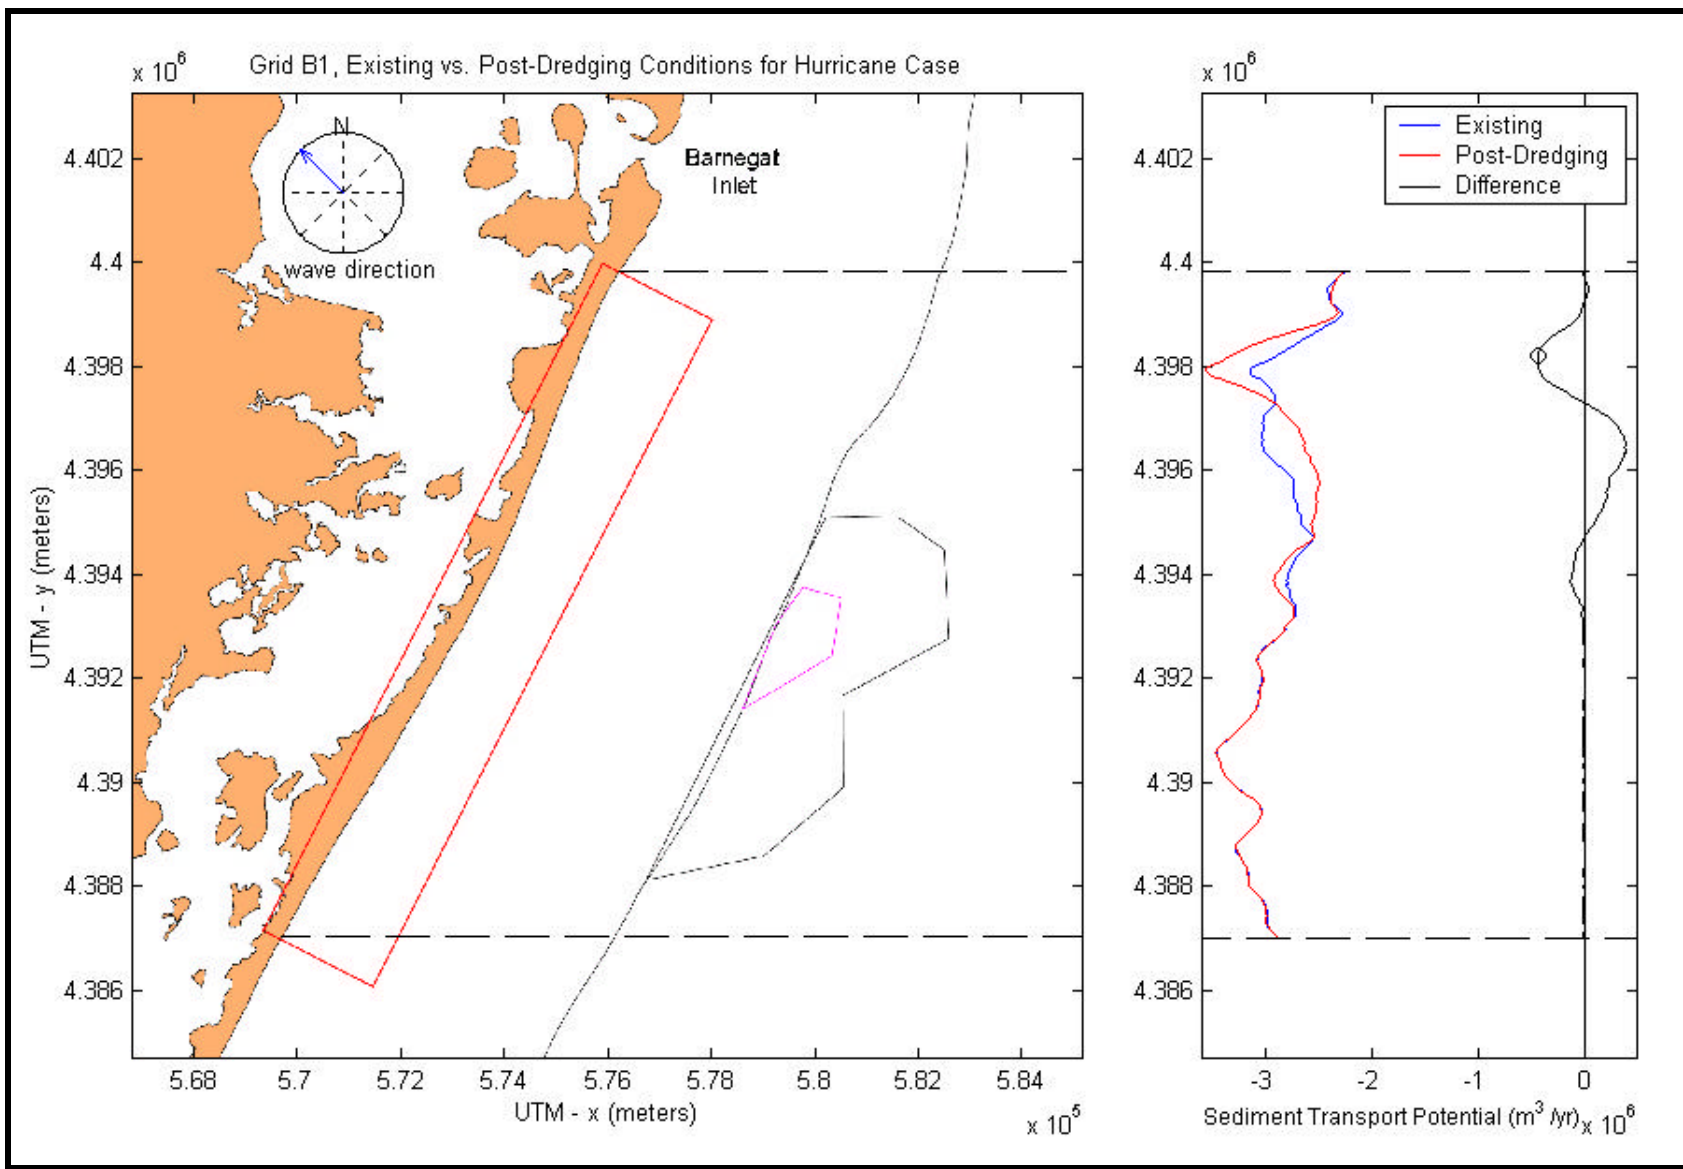 Grid B1, Existing vs. Post-Dredging Conditions for Hurricane Case
x 10^6
N
wave direction
Barnegat
Inlet
4.402
4.4
4.398
4.396
4.394
4.392
4.39
4.388
4.386
UTM - y (meters)
5.68 5.7 5.72 5.74 5.76 5.78 5.8 5.82 5.84
UTM - x (meters)
x 10^5
x 10^6
Existing
Post-Dredging
Difference
4.402
4.4
4.398
4.396
4.394
4.392
4.39
4.388
4.386
-3 -2 -1 0
Sediment Transport Potential (m^3 /yr) x 10^6